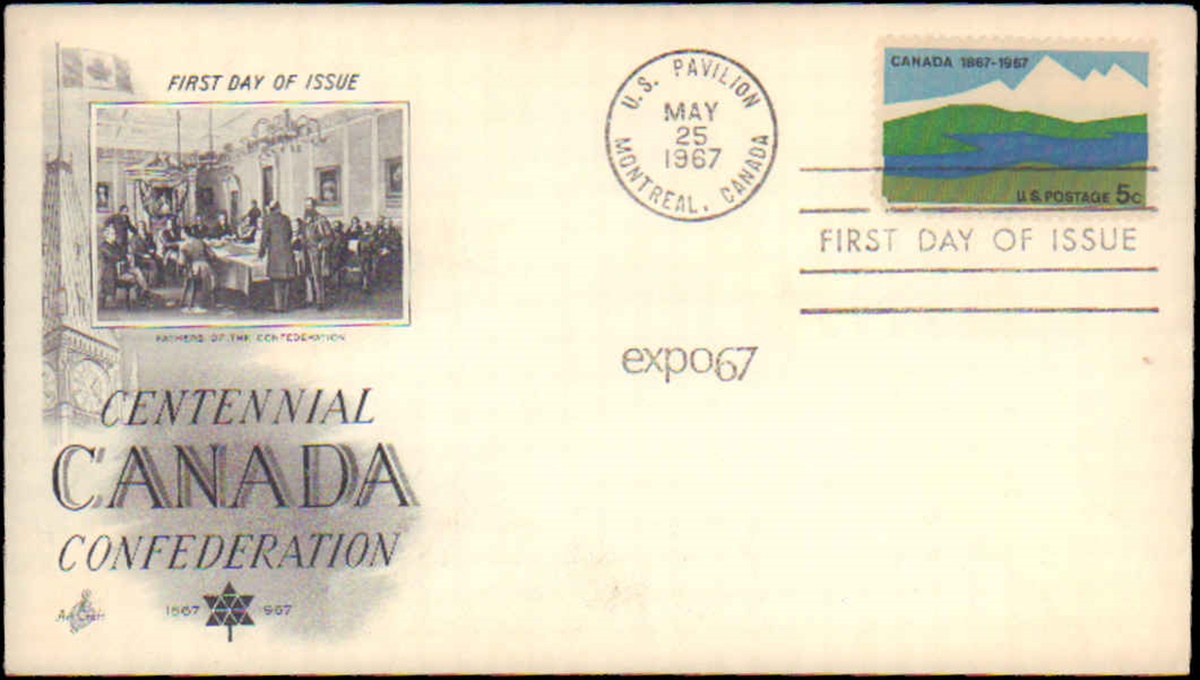 FIRST DAY OF ISSUE
FATHERS OF THE CONFEDERATION
CENTENNIAL
CANADA
CONFEDERATION
ArtCraft
1867 1967
U.S. PAVILION
MAY
25
1967
MONTREAL, CANADA
CANADA 1867-1967
U.S. POSTAGE 5c
FIRST DAY OF ISSUE
expo67